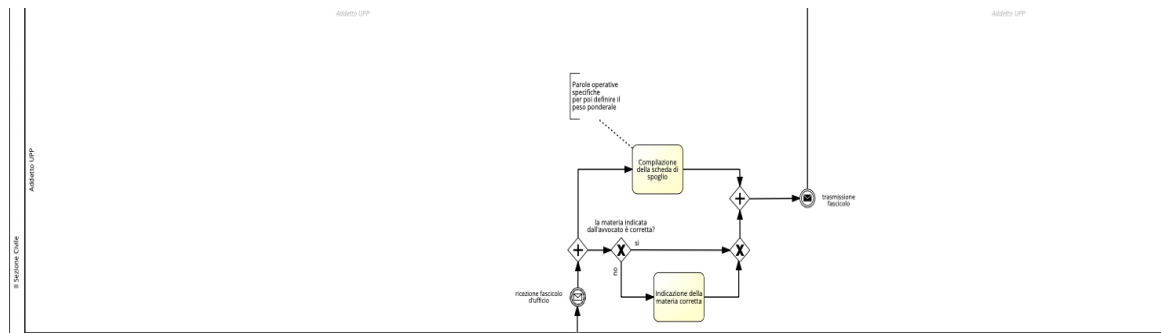 Addetto UPP
Addetto UPP
Parole operative
specifiche
per poi definire il
peso ponderale
Addetto UPP
Compilazione
della scheda di
spoglio
trasmissione
fascicolo
la materia indicata
dall'avvocato è corretta?
si
no
II Sezione Civile
ricezione fascicolo
d'ufficio
Indicazione della
materia corretta